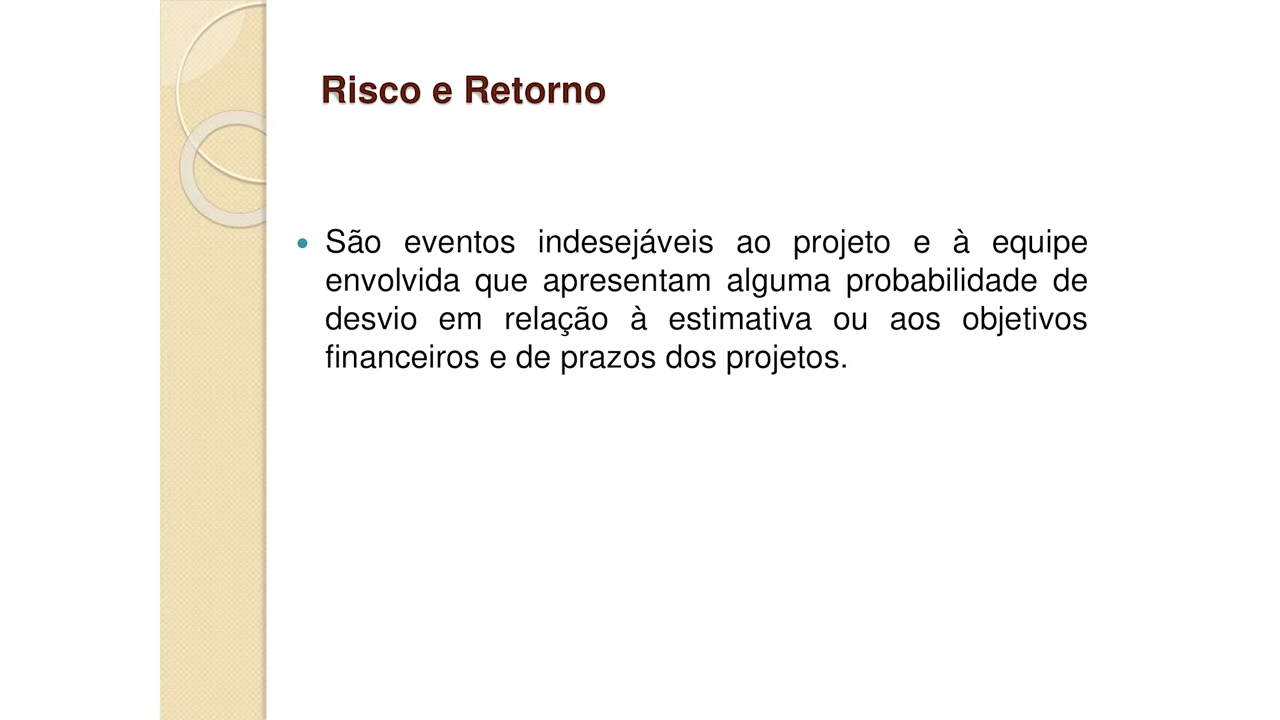 Risco e Retorno
São eventos indesejáveis ao projeto e à equipe
envolvida que apresentam alguma probabilidade de
desvio em relação à estimativa ou aos objetivos
financeiros e de prazos dos projetos.